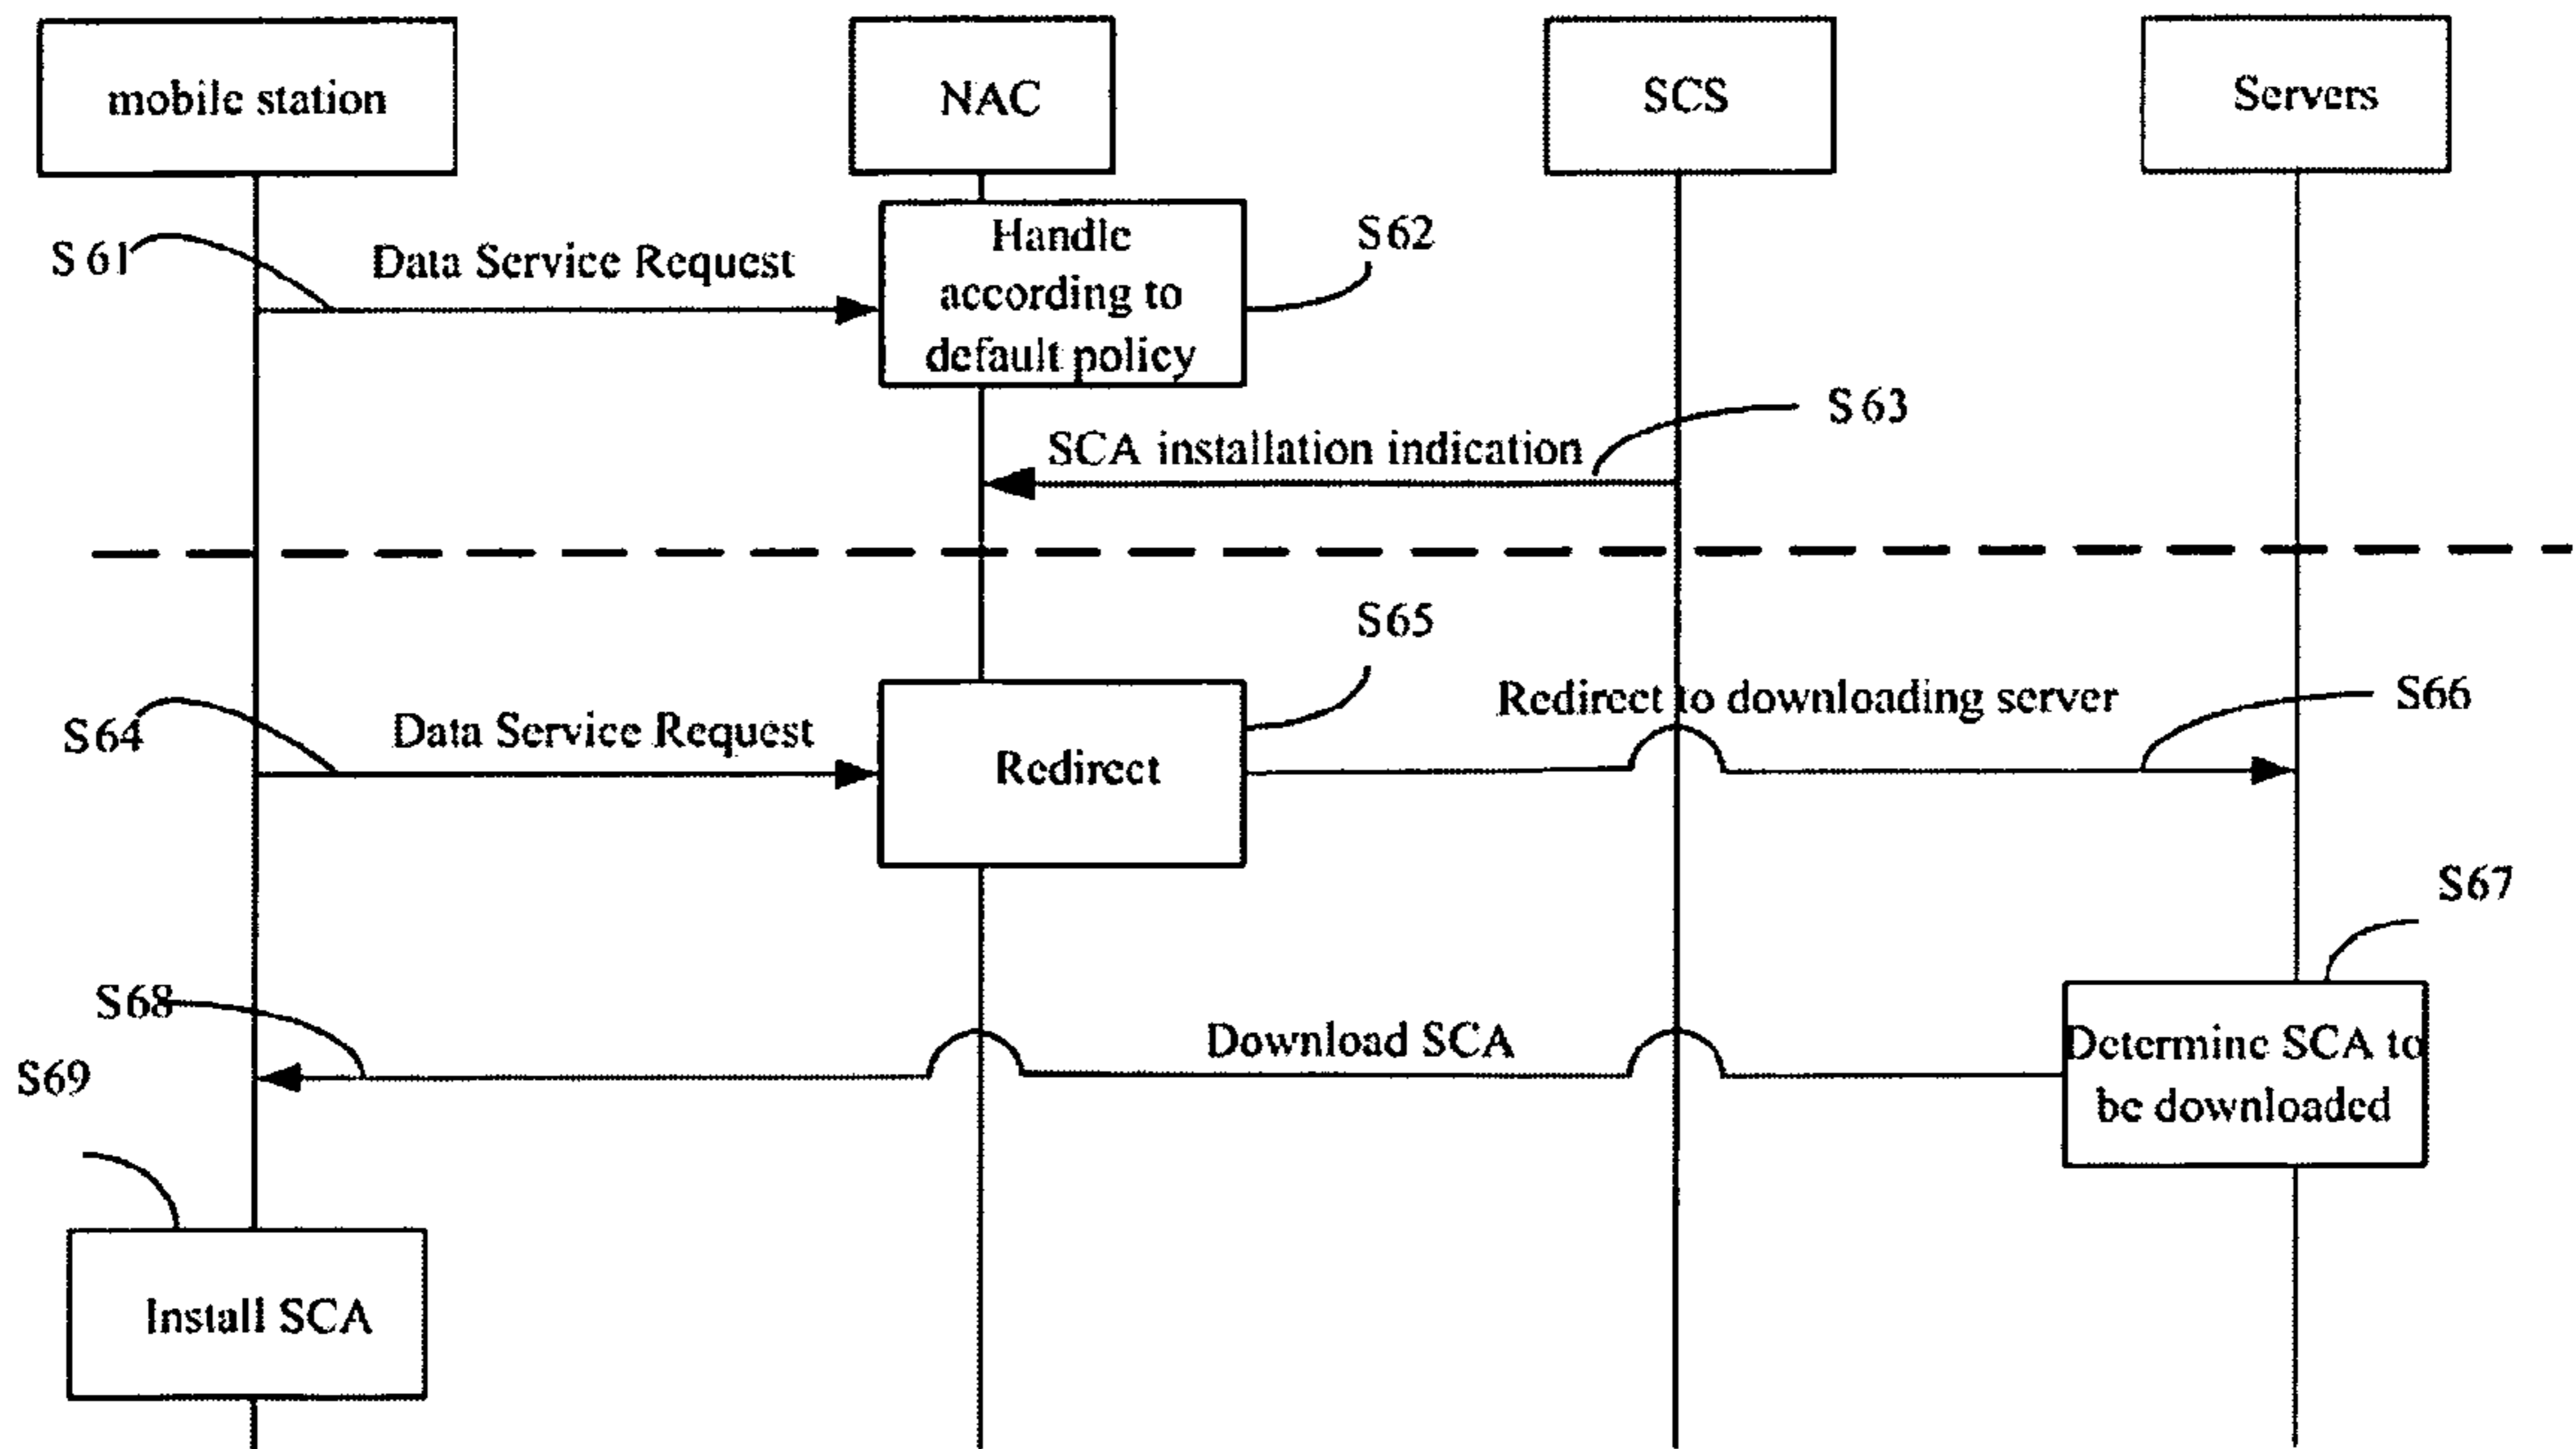 mobile station
NAC
SCS
Servers
S 61
Data Service Request
Handle
according to
default policy
S62
SCA installation indication
S 63
S64
Data Service Request
Redirect
S65
Redirect to downloading server
S66
S67
S68
Download SCA
Determine SCA to
be downloaded
S69
Install SCA